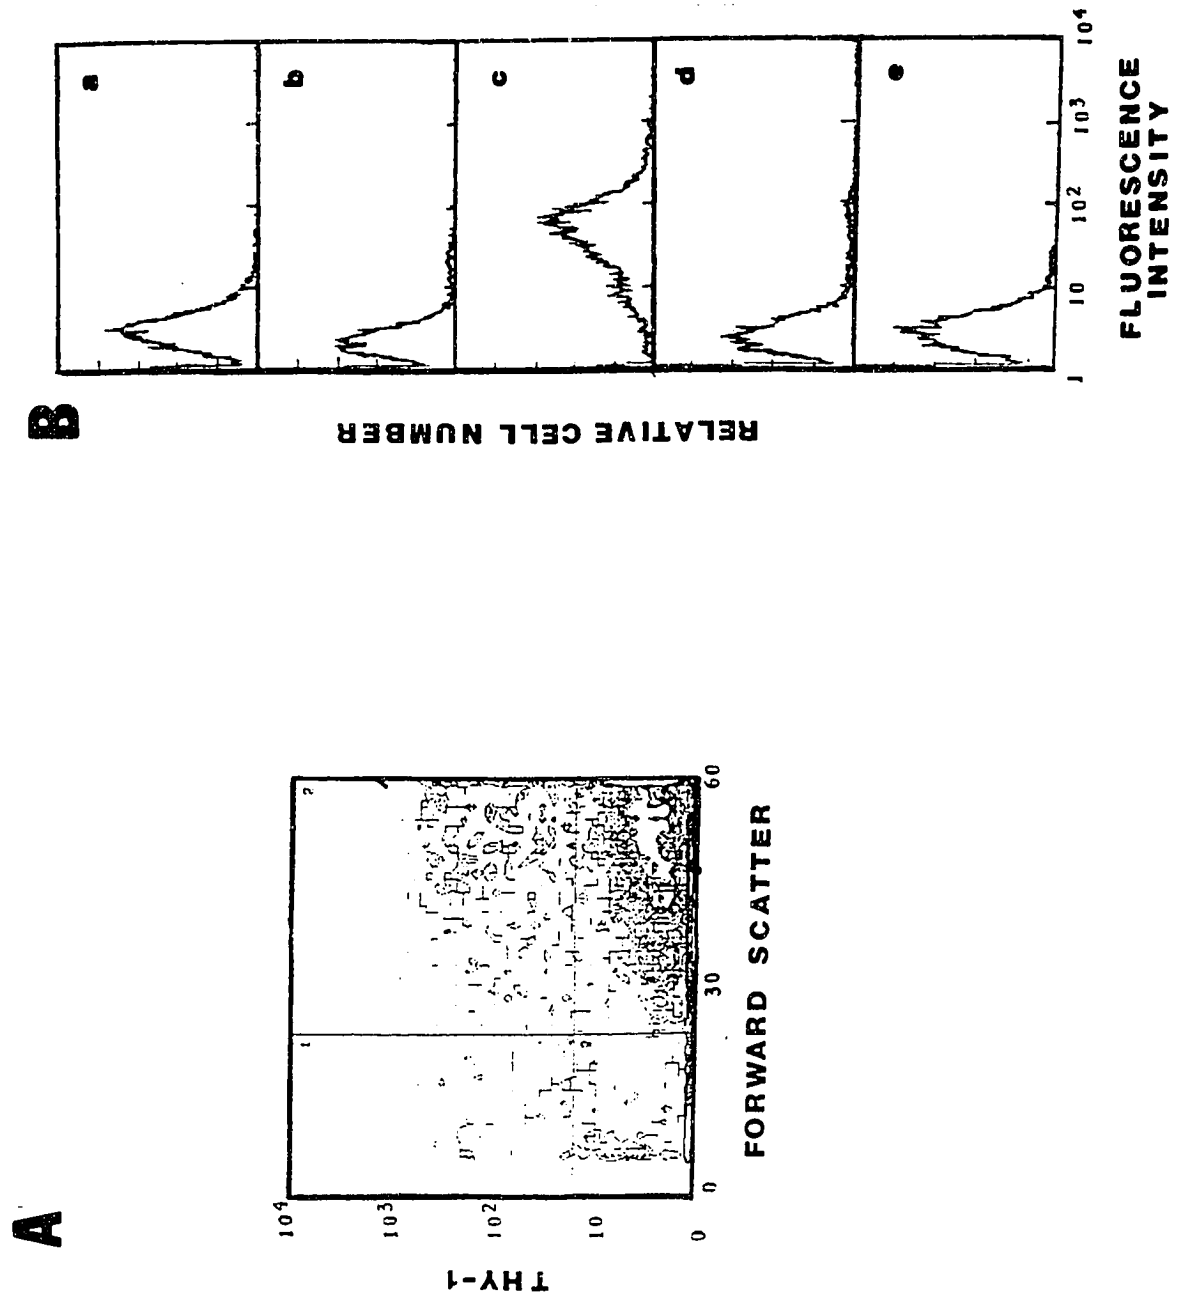 A
THY-1
10⁴
10³
10²
10
0
1
2
0
30
60
FORWARD SCATTER
B
RELATIVE CELL NUMBER
a
b
c
d
e
1
10
10²
10³
10⁴
FLUORESCENCE
INTENSITY